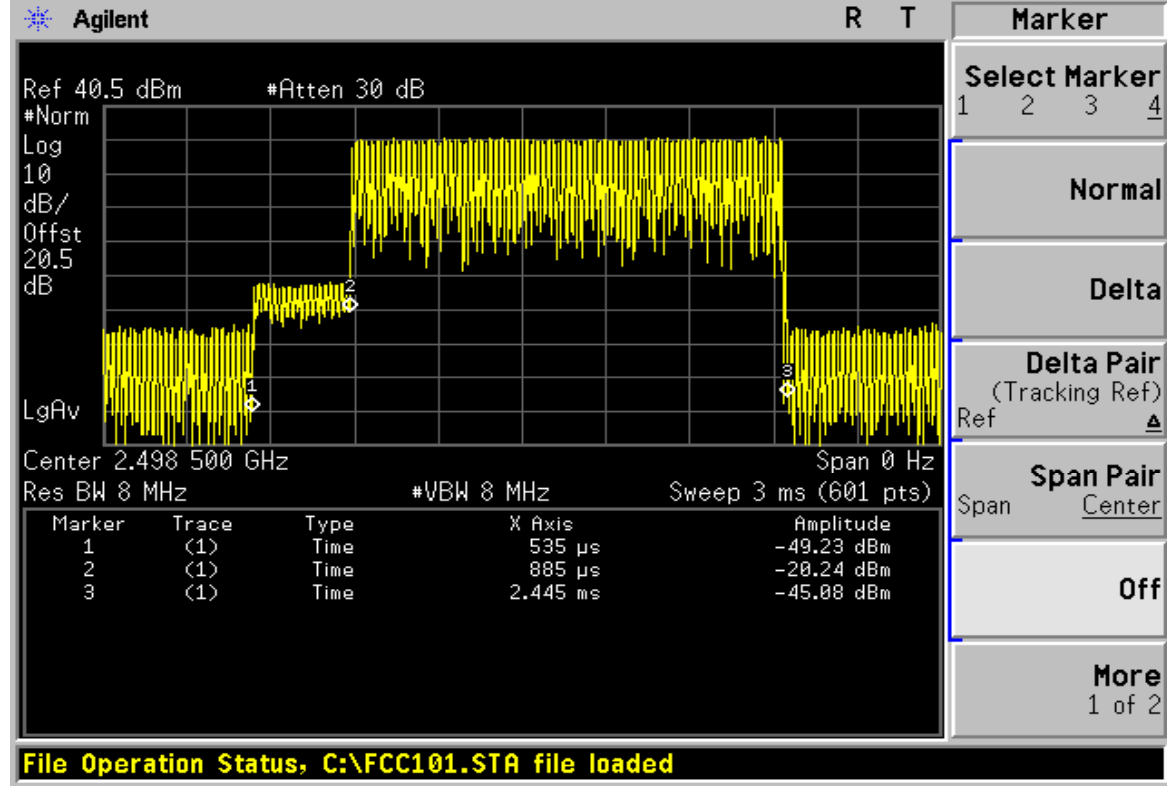 Agilent R T
Marker
Ref 40.5 dBm #Atten 30 dB
#Norm
Log
10
dB/
Offst
20.5
dB
LgAv
1
2
3
Center 2.498 500 GHz Span 0 Hz
Res BW 8 MHz #VBW 8 MHz Sweep 3 ms (601 pts)
Marker Trace Type X Axis Amplitude
1 (1) Time 535 µs -49.23 dBm
2 (1) Time 885 µs -20.24 dBm
3 (1) Time 2.445 ms -45.08 dBm
Select Marker
1 2 3 4
Normal
Delta
Delta Pair
(Tracking Ref)
Ref Δ
Span Pair
Span Center
Off
More
1 of 2
File Operation Status, C:\FCC101.STA file loaded